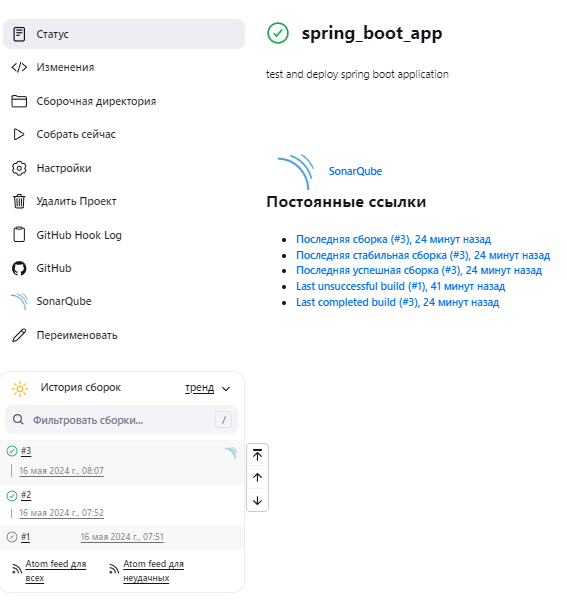 Статус
Изменения
Сборочная директория
Собрать сейчас
Настройки
Удалить Проект
GitHub Hook Log
GitHub
SonarQube
Переименовать
История сборок
тренд
Фильтровать сборки...
/
#3
16 мая 2024 г., 08:07
#2
16 мая 2024 г., 07:52
#1
16 мая 2024 г., 07:51
Atom feed для
всех
Atom feed для
неудачных
spring_boot_app
test and deploy spring boot application
SonarQube
Постоянные ссылки
Последняя сборка (#3), 24 минут назад
Последняя стабильная сборка (#3), 24 минут назад
Последняя успешная сборка (#3), 24 минут назад
Last unsuccessful build (#1), 41 минут назад
Last completed build (#3), 24 минут назад